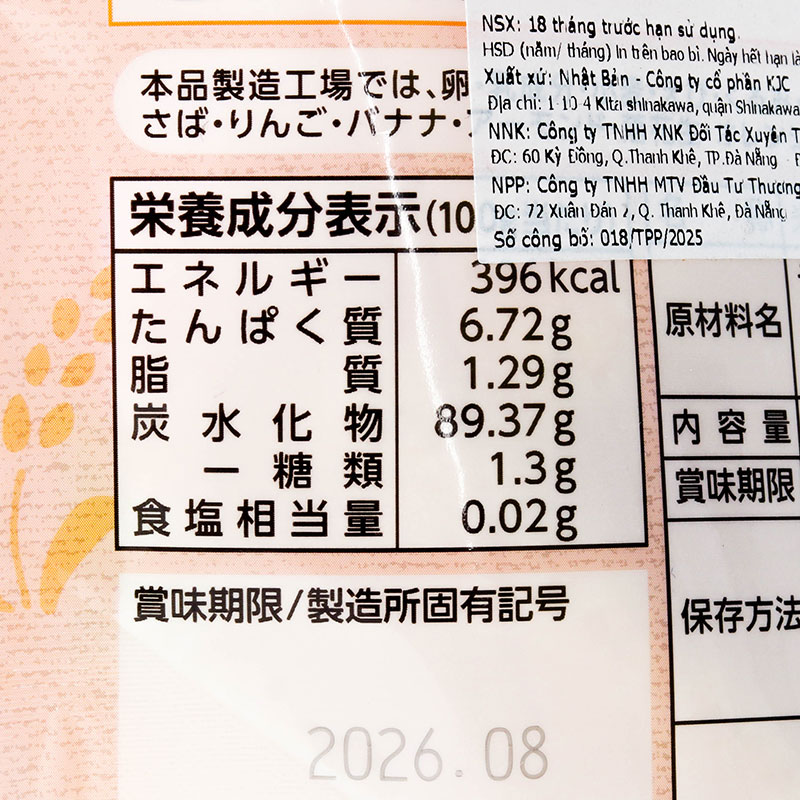 本品製造工場では、卵
さば・りんご・バナナ・
栄養成分表示(10
エネルギー 396kcal
たんぱく質 6.72g
脂質 1.29g
炭水化物 89.37g
－糖類 1.3g
食塩相当量 0.02g
賞味期限/製造所固有記号
2026.08
NSX: 18 tháng trước hạn sử dụng.
HSD (năm/ tháng) In trên bao bì. Ngày hết hạn là
Xuất xứ: Nhật Bản - Công ty cổ phần KJC
Địa chỉ: 1-10-4 Kita shinakawa, quận Shinakawa
NNK: Công ty TNHH XNK Đối Tác Xuyên T
ĐC: 60 Kỳ Đồng, Q.Thanh Khê, TP.Đà Nẵng
NPP: Công ty TNHH MTV Đầu Tư Thương
ĐC: 72 Xuân Đán 2, Q. Thanh Khê, Đà Nẵng
Số công bố: 018/TPP/2025
原材料名
内容量
賞味期限
保存方法